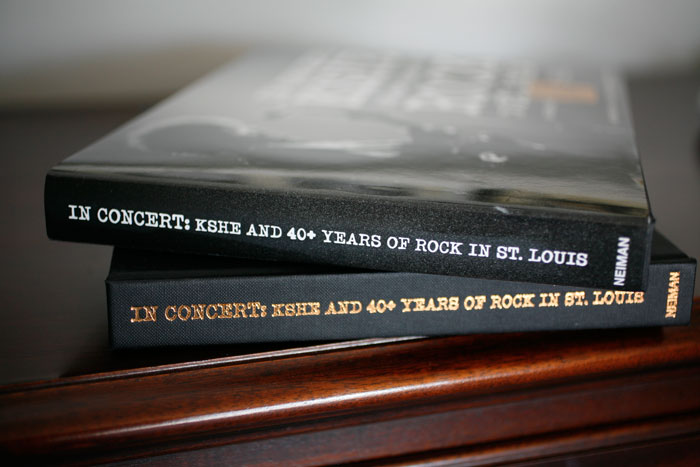 IN CONCERT: KSHE AND 40+ YEARS OF ROCK IN ST. LOUIS
NEIMAN
IN CONCERT: KSHE AND 40+ YEARS OF ROCK IN ST. LOUIS
NEIMAN